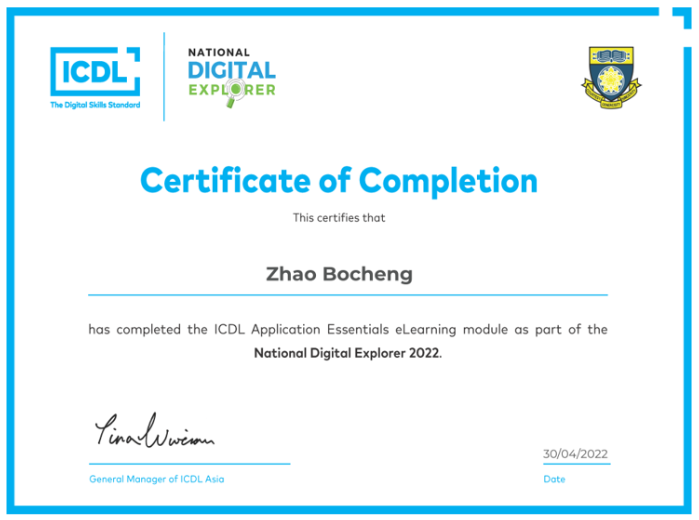 ICDL
The Digital Skills Standard
NATIONAL
DIGITAL
EXPLORER
Certificate of Completion
This certifies that
Zhao Bocheng
has completed the ICDL Application Essentials eLearning module as part of the
National Digital Explorer 2022.
30/04/2022
General Manager of ICDL Asia
Date